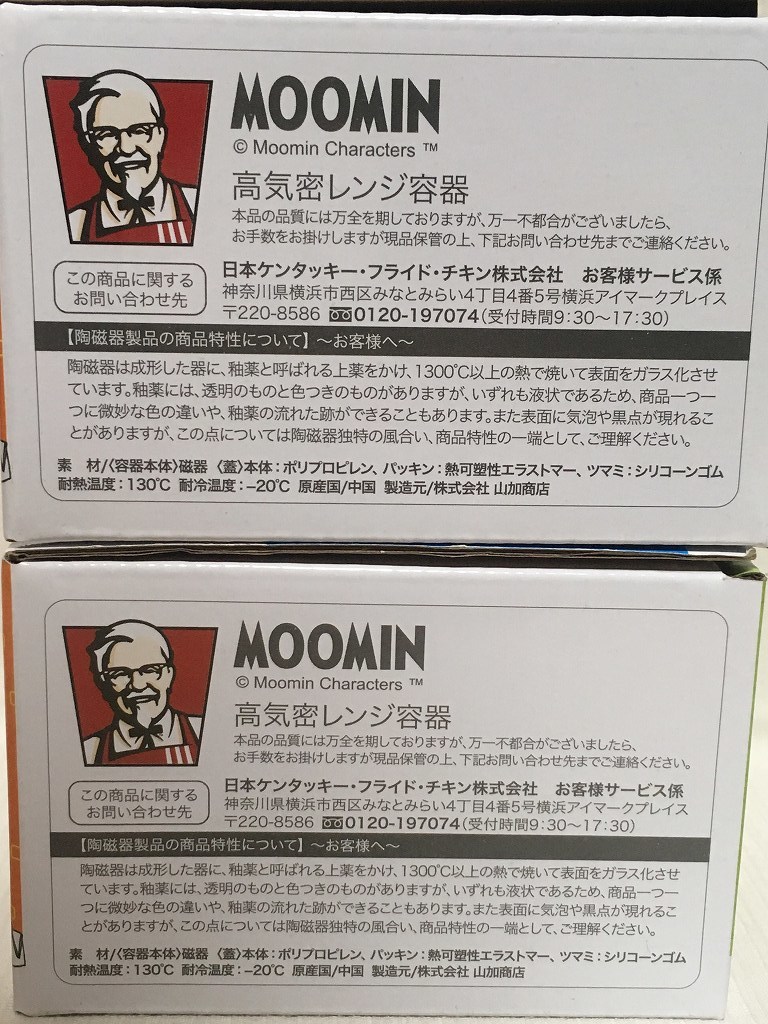 MOOMIN
© Moomin Characters ™
高気密レンジ容器
本品の品質には万全を期しておりますが、万一不都合がございましたら、
お手数をお掛けしますが現品保管の上、下記お問い合わせ先までご連絡ください。
この商品に関する
お問い合わせ先
日本ケンタッキー・フライド・チキン株式会社 お客様サービス係
神奈川県横浜市西区みなとみらい4丁目4番5号横浜アイマークプレイス
〒220-8586 0120-197074(受付時間9:30〜17:30)
【陶磁器製品の商品特性について】〜お客様へ〜
陶磁器は成形した器に、釉薬と呼ばれる上薬をかけ、1300℃以上の熱で焼いて表面をガラス化させ
ています。釉薬には、透明のものと色つきのものがありますが、いずれも液状であるため、商品一つ一
つに微妙な色の違いや、釉薬の流れた跡ができることもあります。また表面に気泡や黒点が現れるこ
とがありますが、この点については陶磁器独特の風合い、商品特性の一端として、ご理解ください。
素 材/〈容器本体〉磁器 〈蓋〉本体:ポリプロピレン、パッキン:熱可塑性エラストマー、ツマミ:シリコーンゴム
耐熱温度:130℃ 耐冷温度:−20℃ 原産国/中国 製造元/株式会社 山加商店
MOOMIN
© Moomin Characters ™
高気密レンジ容器
本品の品質には万全を期しておりますが、万一不都合がございましたら、
お手数をお掛けしますが現品保管の上、下記お問い合わせ先までご連絡ください。
この商品に関する
お問い合わせ先
日本ケンタッキー・フライド・チキン株式会社 お客様サービス係
神奈川県横浜市西区みなとみらい4丁目4番5号横浜アイマークプレイス
〒220-8586 0120-197074(受付時間9:30〜17:30)
【陶磁器製品の商品特性について】〜お客様へ〜
陶磁器は成形した器に、釉薬と呼ばれる上薬をかけ、1300℃以上の熱で焼いて表面をガラス化させ
ています。釉薬には、透明のものと色つきのものがありますが、いずれも液状であるため、商品一つ一
つに微妙な色の違いや、釉薬の流れた跡ができることもあります。また表面に気泡や黒点が現れるこ
とがありますが、この点については陶磁器独特の風合い、商品特性の一端として、ご理解ください。
素 材/〈容器本体〉磁器 〈蓋〉本体:ポリプロピレン、パッキン:熱可塑性エラストマー、ツマミ:シリコーンゴム
耐熱温度:130℃ 耐冷温度:−20℃ 原産国/中国 製造元/株式会社 山加商店